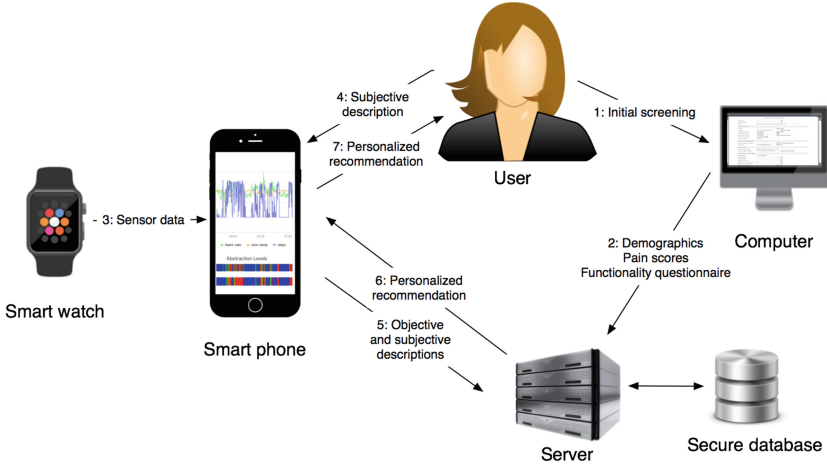 4: Subjective
description
1: Initial screening
7: Personalized
recommendation
User
3: Sensor data
Computer
Abstraction Levels
2: Demographics
Pain scores
Functionality questionnaire
6: Personalized
recommendation
Smart watch
Smart phone
5: Objective
and subjective
descriptions
Server
Secure database